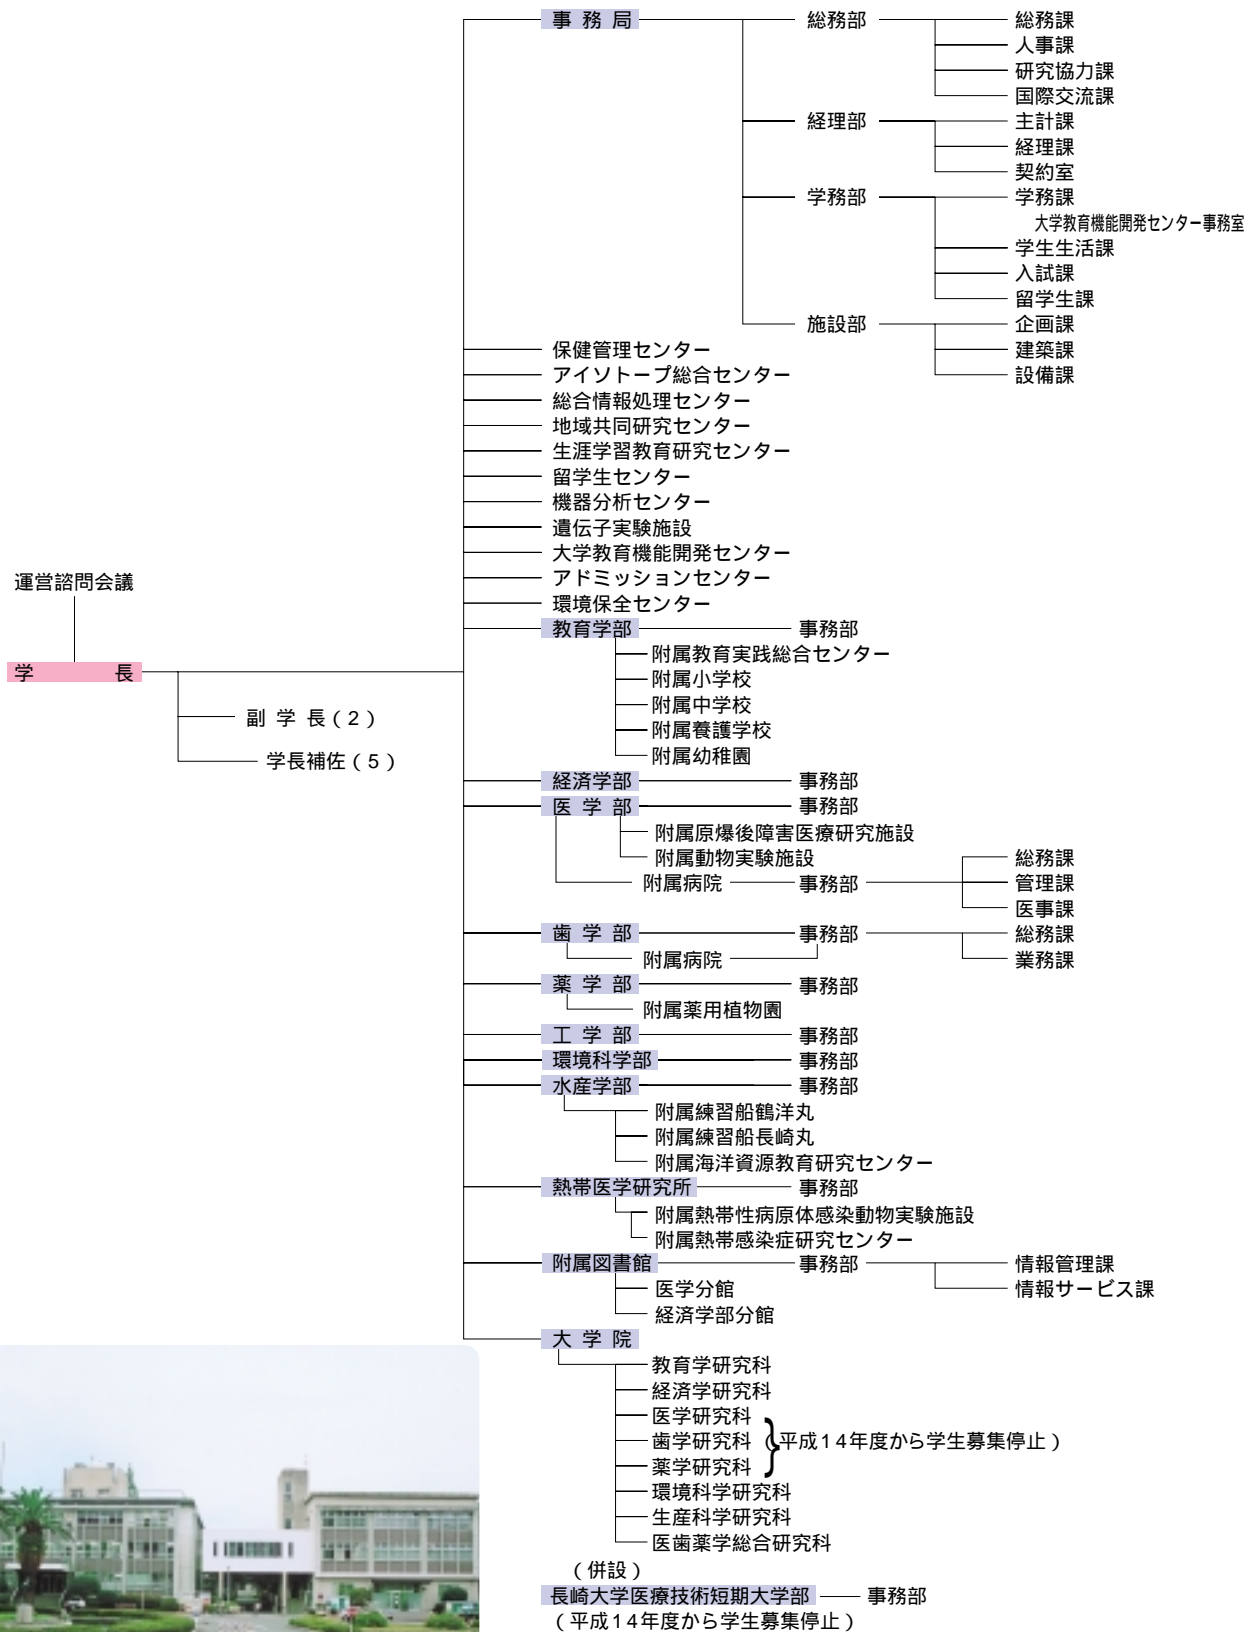 事務局 総務部 総務課
人事課
研究協力課
国際交流課
経理部 主計課
経理課
契約室
学務部 学務課
大学教育機能開発センター事務室
学生生活課
入試課
留学生課
施設部 企画課
建築課
設備課
保健管理センター
アイソトープ総合センター
総合情報処理センター
地域共同研究センター
生涯学習教育研究センター
留学生センター
機器分析センター
遺伝子実験施設
大学教育機能開発センター
アドミッションセンター
環境保全センター
運営諮問会議
学長
副学長(2)
学長補佐(5)
教育学部 事務部
附属教育実践総合センター
附属小学校
附属中学校
附属養護学校
附属幼稚園
経済学部 事務部
医学部 事務部
附属原爆後障害医療研究施設
附属動物実験施設
附属病院 事務部 総務課
管理課
医事課
歯学部 事務部 総務課
附属病院 業務課
薬学部 事務部
附属薬用植物園
工学部 事務部
環境科学部 事務部
水産学部 事務部
附属練習船鶴洋丸
附属練習船長崎丸
附属海洋資源教育研究センター
熱帯医学研究所 事務部
附属熱帯性病原体感染動物実験施設
附属熱帯感染症研究センター
附属図書館 事務部 情報管理課
情報サービス課
医学分館
経済学部分館
大学院
教育学研究科
経済学研究科
医学研究科
歯学研究科 (平成14年度から学生募集停止)
薬学研究科
環境科学研究科
生産科学研究科
医歯薬学総合研究科
(併設)
長崎大学医療技術短期大学部 事務部
(平成14年度から学生募集停止)